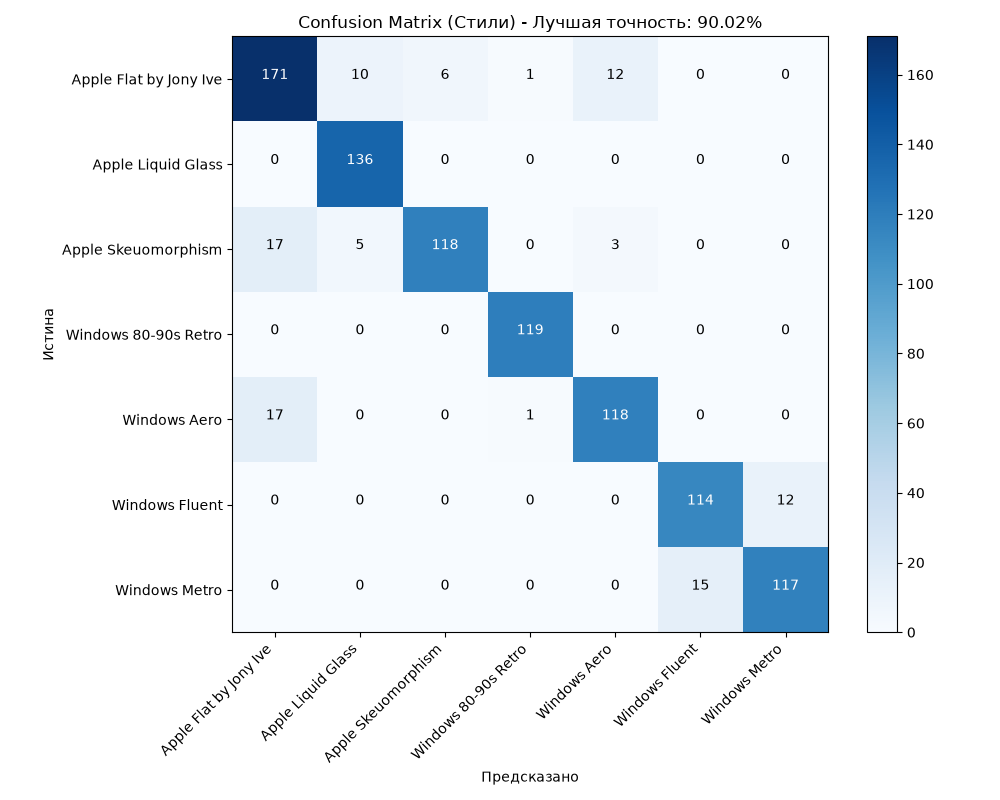 Confusion Matrix (Стили) - Лучшая точность: 90.02%
Apple Flat by Jony Ive 171 10 6 1 12 0 0
Apple Liquid Glass 0 136 0 0 0 0 0
Apple Skeuomorphism 17 5 118 0 3 0 0
Windows 80-90s Retro 0 0 0 119 0 0 0
Windows Aero 17 0 0 1 118 0 0
Windows Fluent 0 0 0 0 0 114 12
Windows Metro 0 0 0 0 0 15 117
Истина
Apple Flat by Jony Ive
Apple Liquid Glass
Apple Skeuomorphism
Windows 80-90s Retro
Windows Aero
Windows Fluent
Windows Metro
Предсказано
160
140
120
100
80
60
40
20
0